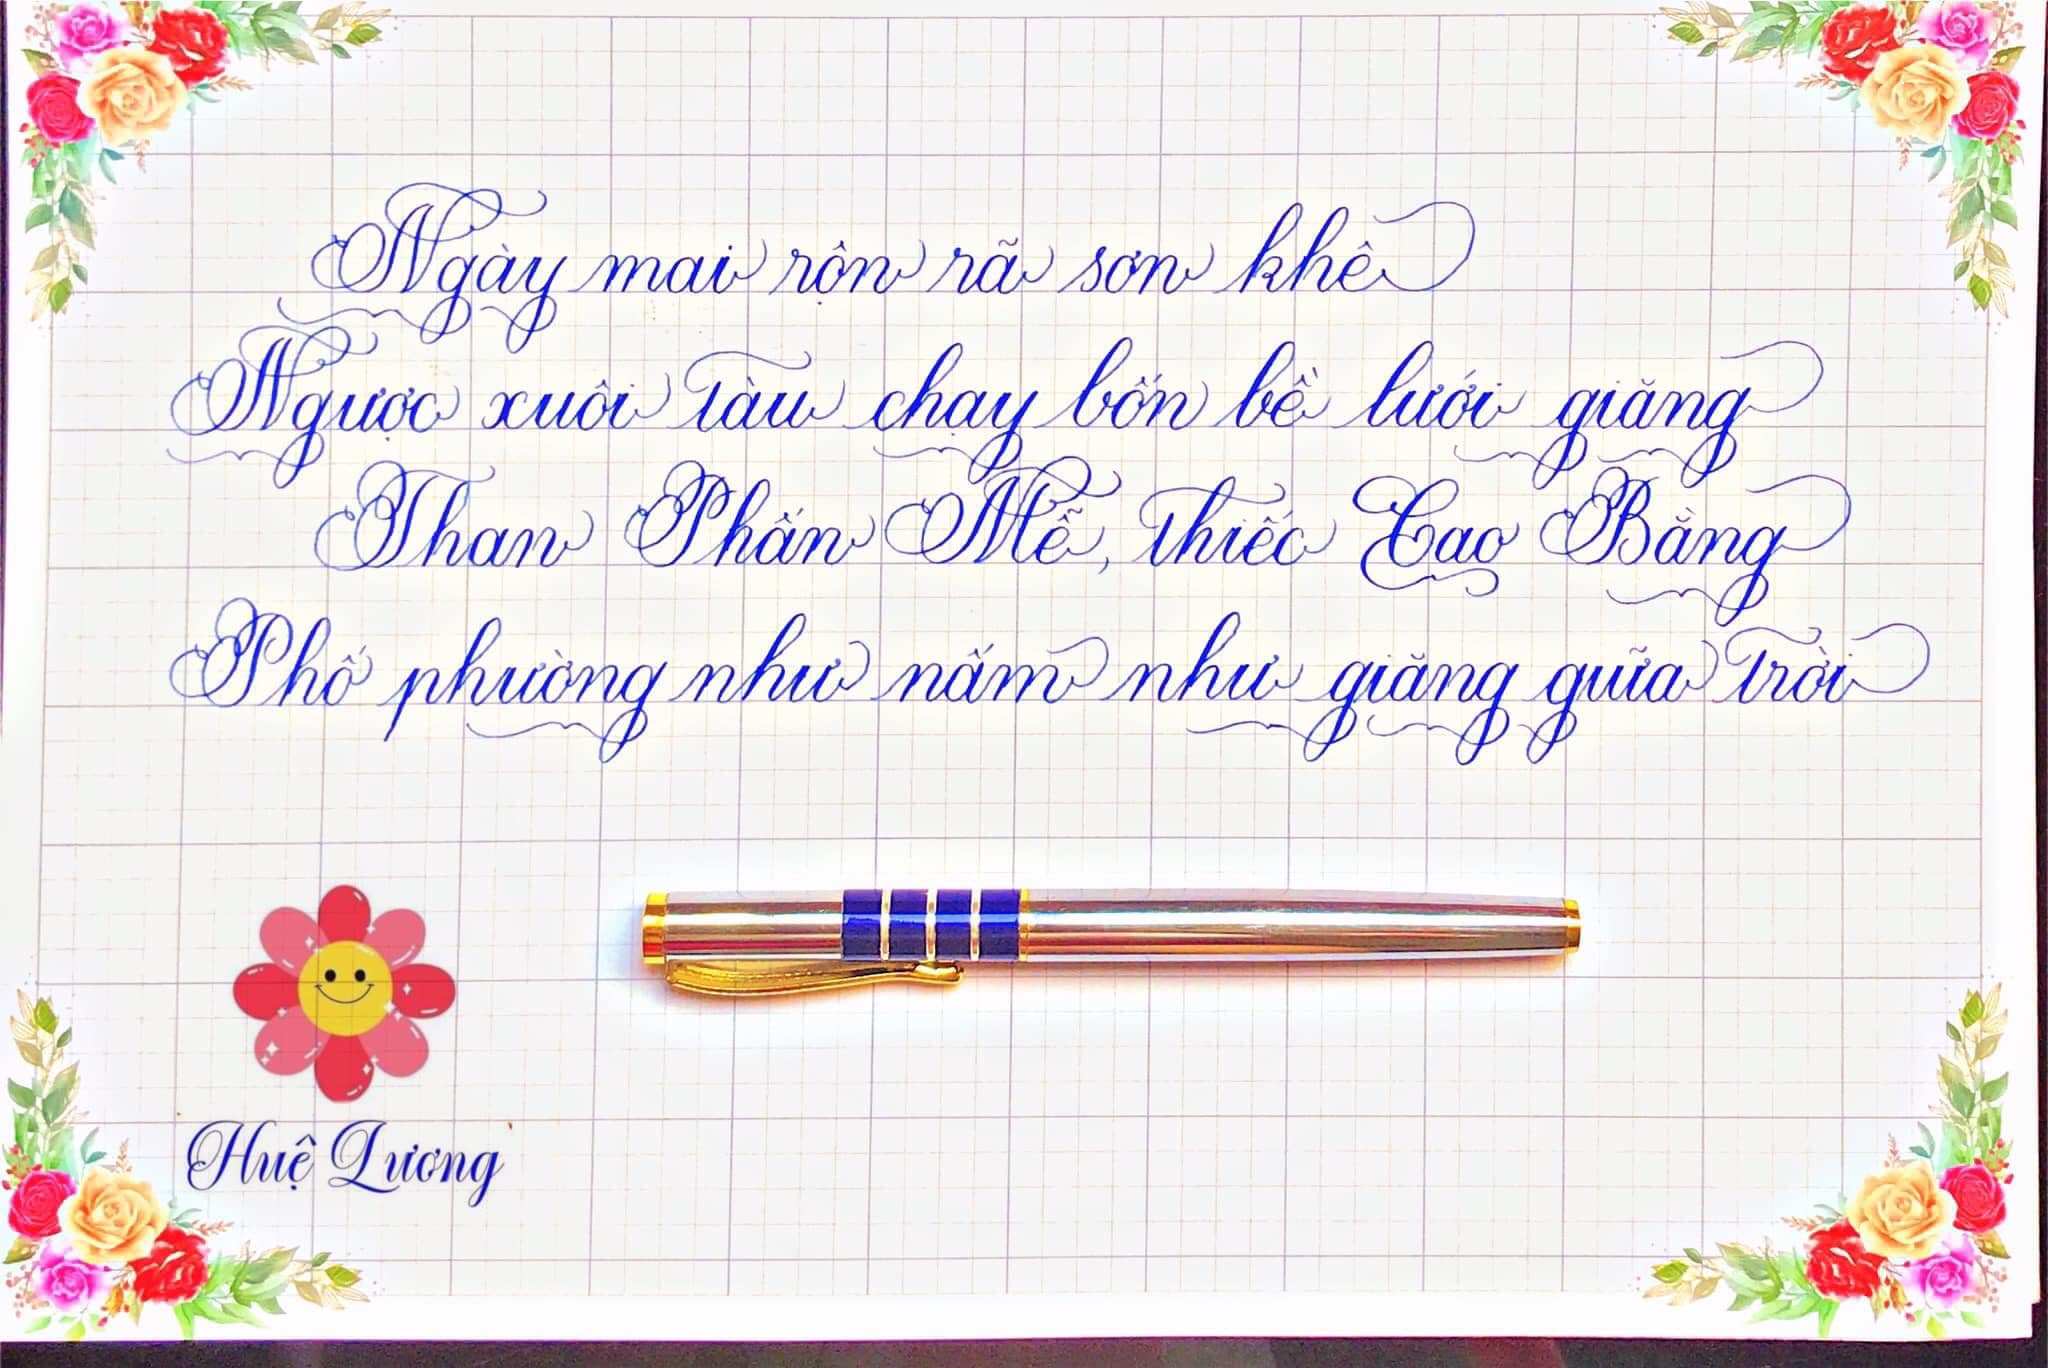 Ngày mai rộn rã sơn khê
Ngược xuôi tàu chạy bốn bề lưới giăng
Than Phấn Mễ, thiếc Cao Bằng
Phố phường như nấm như giăng giữa trời
Huệ Lương